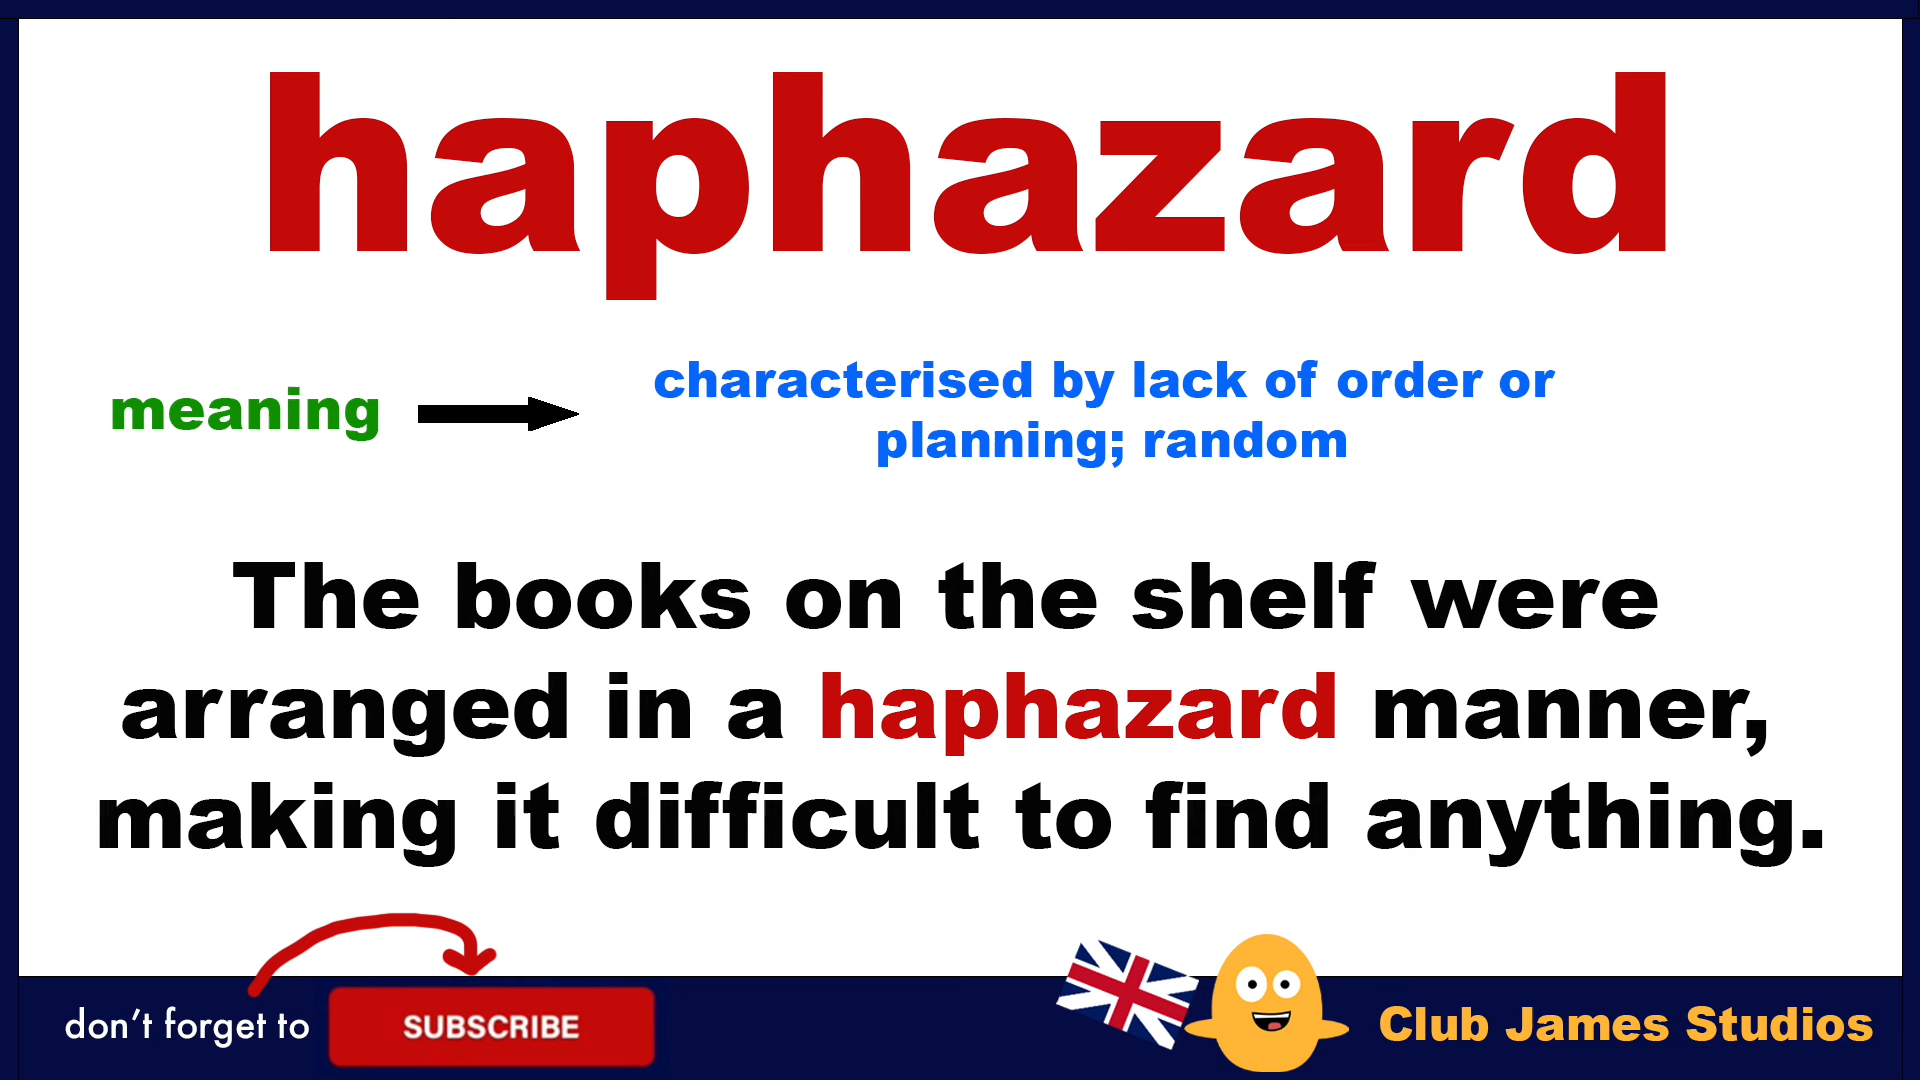 haphazard
meaning
characterised by lack of order or
planning; random
The books on the shelf were
arranged in a haphazard manner,
making it difficult to find anything.
don't forget to
SUBSCRIBE
Club James Studios